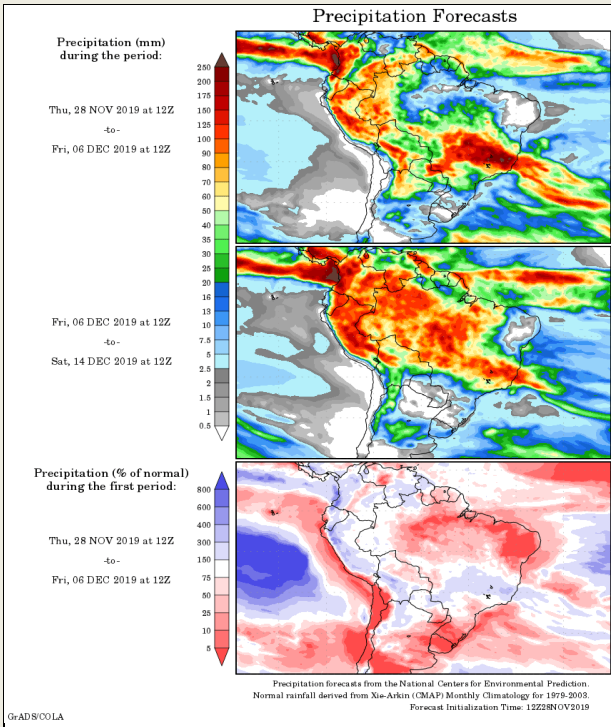 Precipitation Forecasts
Precipitation (mm)
during the period:
Thu, 28 NOV 2019 at 12Z
-to-
Fri, 06 DEC 2019 at 12Z
250
200
175
150
125
100
90
80
70
60
50
40
35
30
25
20
16
13
10
7.5
5
2.5
2
1.5
1
0.5
Fri, 06 DEC 2019 at 12Z
-to-
Sat, 14 DEC 2019 at 12Z
Precipitation (% of normal)
during the first period:
Thu, 28 NOV 2019 at 12Z
-to-
Fri, 06 DEC 2019 at 12Z
800
600
400
300
150
75
50
25
10
5
Precipitation forecasts from the National Centers for Environmental Prediction.
Normal rainfall derived from Xie-Arkin (CMAP) Monthly Climatology for 1979-2003.
Forecast Initialization Time: 12Z28NOV2019
GrADS/COLA